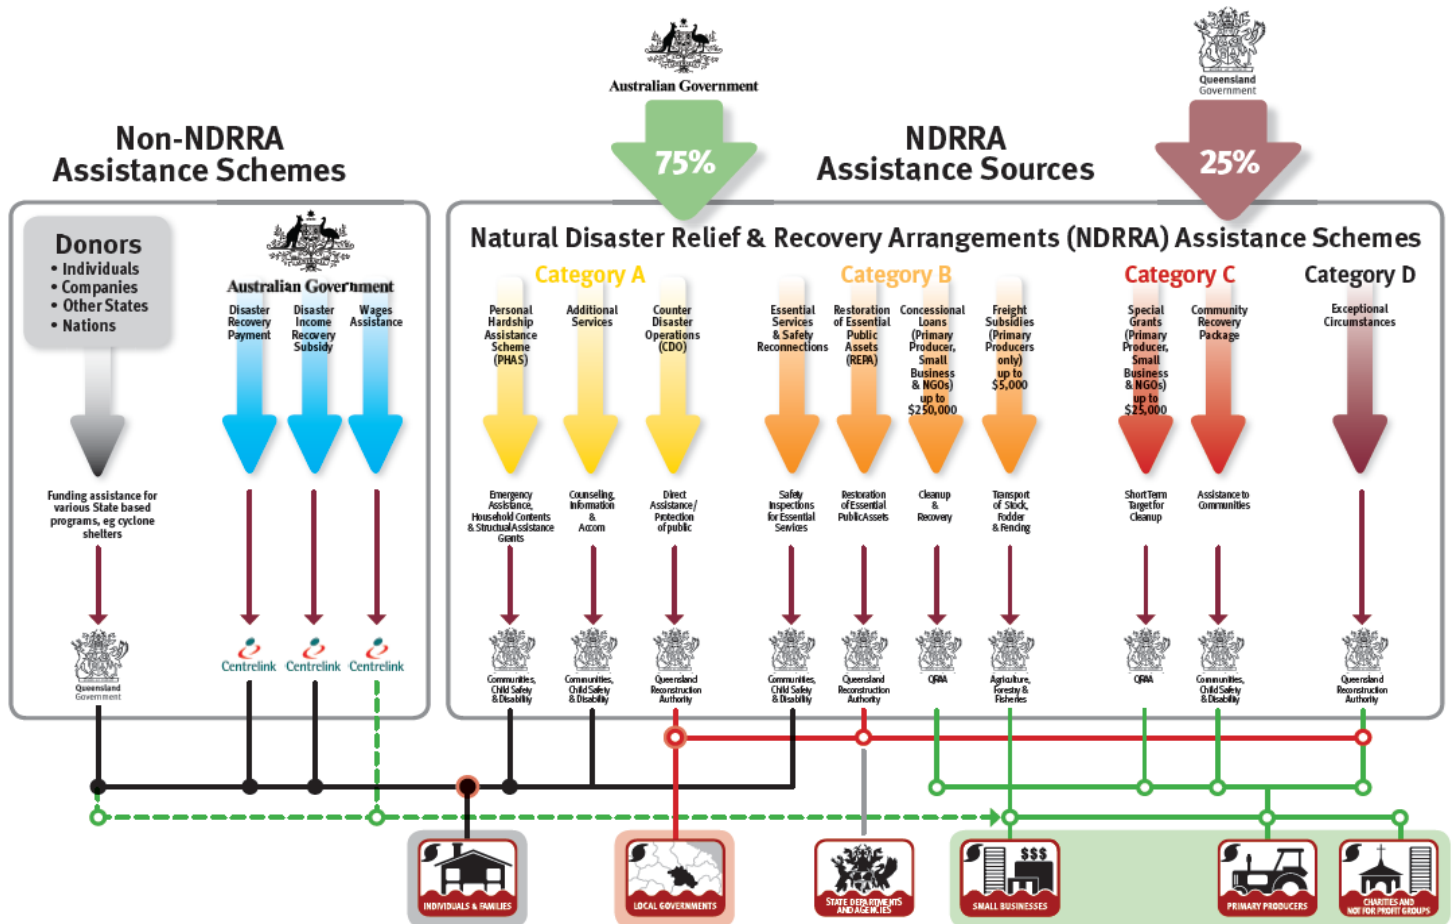 Australian Government
Queensland
Government
Non-NDRRA
Assistance Schemes
75%
NDRRA
Assistance Sources
25%
Donors
• Individuals
• Companies
• Other States
• Nations
Australian Government
Disaster
Recovery
Payment
Disaster
Income
Recovery
Subsidy
Wages
Assistance
Funding assistance for
various State based
programs, eg cyclone
shelters
Queensland
Government
Centrelink
Centrelink
Centrelink
Natural Disaster Relief & Recovery Arrangements (NDRRA) Assistance Schemes
Category A
Category B
Category C
Category D
Personal
Hardship
Assistance
Scheme
(PHAS)
Additional
Services
Counter
Disaster
Operations
(CDO)
Essential
Services
& Safety
Reconnections
Restoration
of Essential
Public
Assets
(REPA)
Concessional
Loans
(Primary
Producer,
Small
Business
& NGOs)
up to
$250,000
Freight
Subsidies
(Primary
Producers
only)
up to
$5,000
Special
Grants
(Primary
Producer,
Small
Business
& NGOs)
up to
$25,000
Community
Recovery
Package
Exceptional
Circumstances
Emergency
Assistance,
Household Contents
& Structual Assistance
Grants
Counseling,
Information
&
Accom
Direct
Assistance/
Protection
of public
Safety
Inspections
for Essential
Services
Restoration
of Essential
Public Assets
Cleanup
&
Recovery
Transport
of Stock,
Fodder
& Fencing
Short Term
Target for
Cleanup
Assistance to
Communities
Communities,
Child Safety
& Disability
Communities,
Child Safety
& Disability
Queensland
Reconstruction
Authority
Communities,
Child Safety
& Disability
Queensland
Reconstruction
Authority
QRAA
Agriculture,
Forestry &
Fisheries
QRAA
Communities,
Child Safety
& Disability
Queensland
Reconstruction
Authority
INDIVIDUALS & FAMILIES
LOCAL GOVERNMENTS
STATE DEPARTMENTS
AND AGENCIES
$$$
SMALL BUSINESSES
PRIMARY PRODUCERS
CHARITIES AND
NOT FOR PROFIT GROUPS